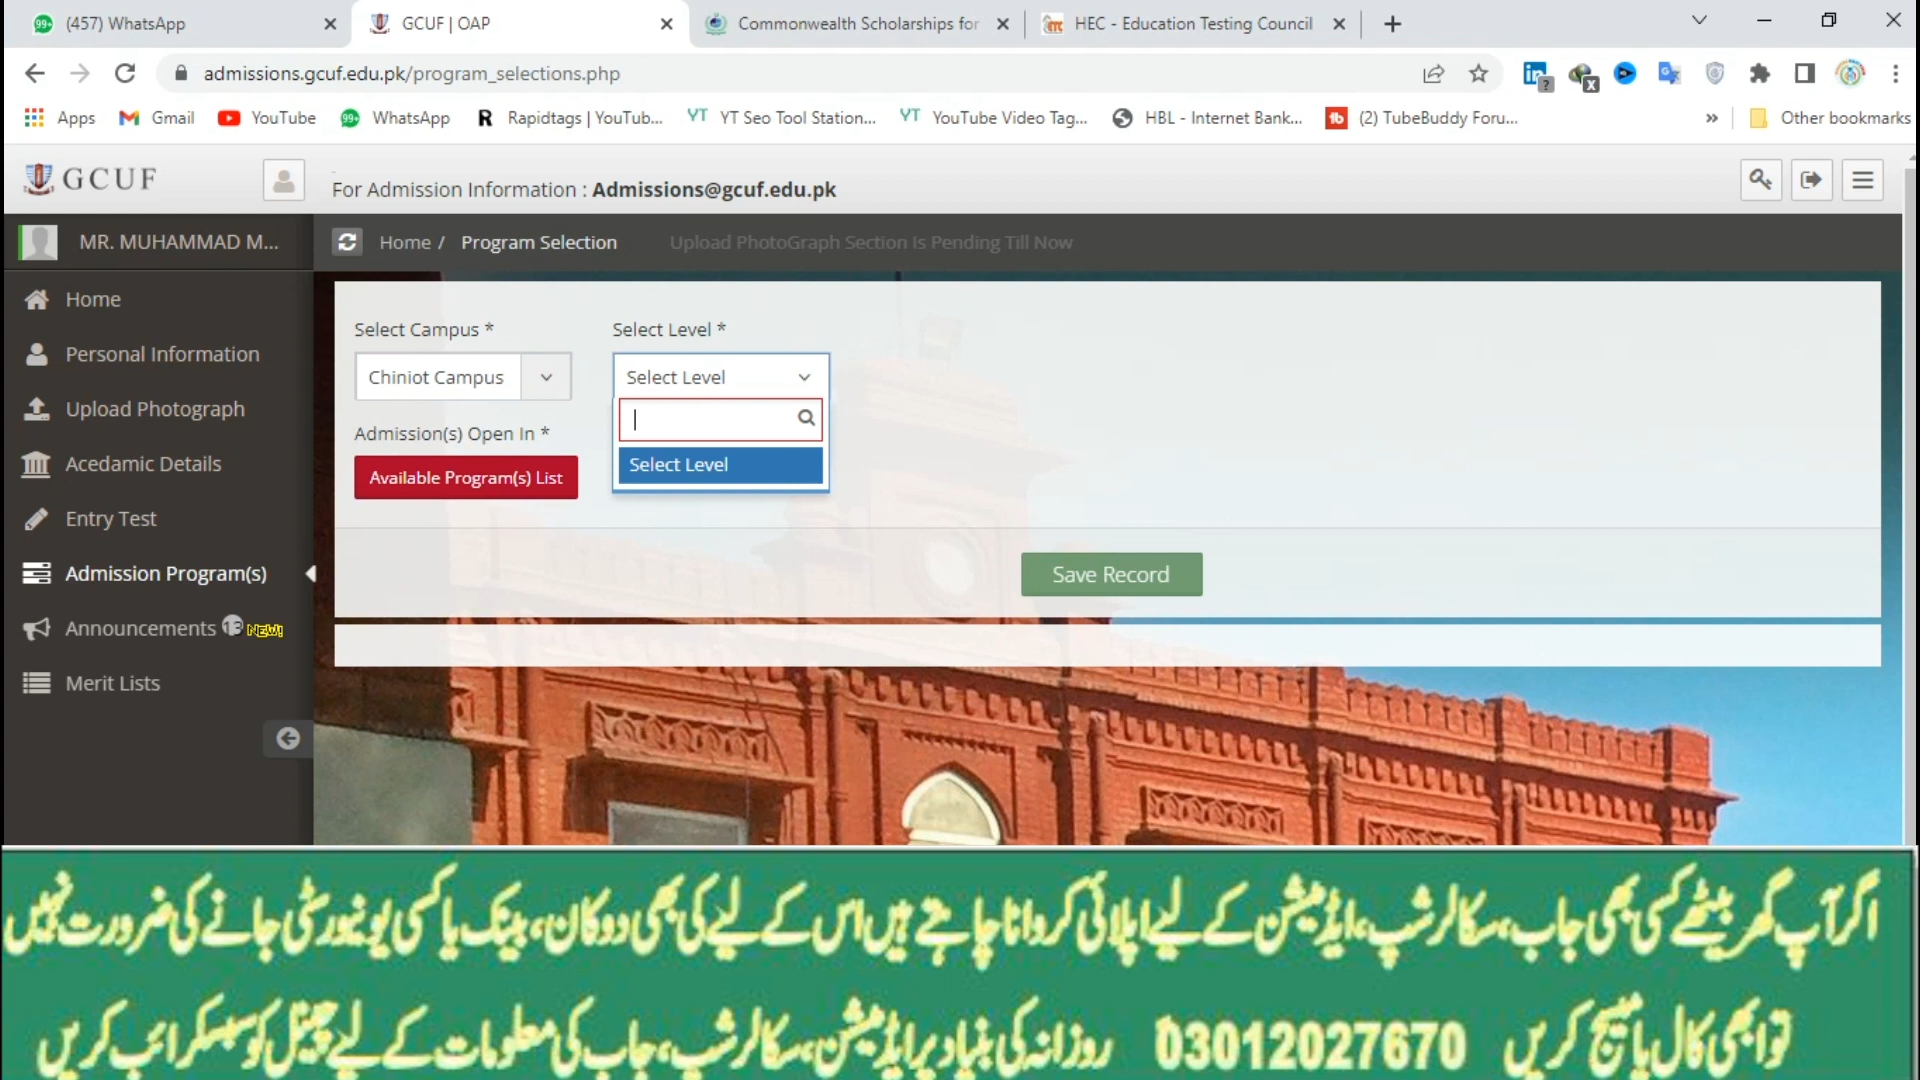 (457) WhatsApp
GCUF | OAP
Commonwealth Scholarships for
HEC - Education Testing Council
admissions.gcuf.edu.pk/program_selections.php
Apps
Gmail
YouTube
WhatsApp
Rapidtags | YouTub...
YT Seo Tool Station...
YouTube Video Tag...
HBL - Internet Bank...
(2) TubeBuddy Foru...
Other bookmarks
GCUF
For Admission Information : Admissions@gcuf.edu.pk
MR. MUHAMMAD M...
Home / Program Selection
Upload PhotoGraph Section Is Pending Till Now
Home
Personal Information
Upload Photograph
Acedamic Details
Entry Test
Admission Program(s)
Announcements 13 NEW!
Merit Lists
Select Campus *
Select Level *
Chiniot Campus
Select Level
Select Level
Admission(s) Open In *
Available Program(s) List
Save Record
اگر آپ گھر بیٹھے کسی بھی جاب، سکالرشپ، ایڈمیشن کے لیے اپلائی کروانا چاہتے ہیں اس کے لیے کی بھی دوکان، بینک یا کسی یونیورسٹی جانے کی ضرورت نہیں
تو ابھی کال یا میسج کریں 03012027670 روزانہ کی بنیاد پر ایڈمیشن، سکالرشپ، جاب کی معلومات کے لیے چینل کو سبسکرائب کریں